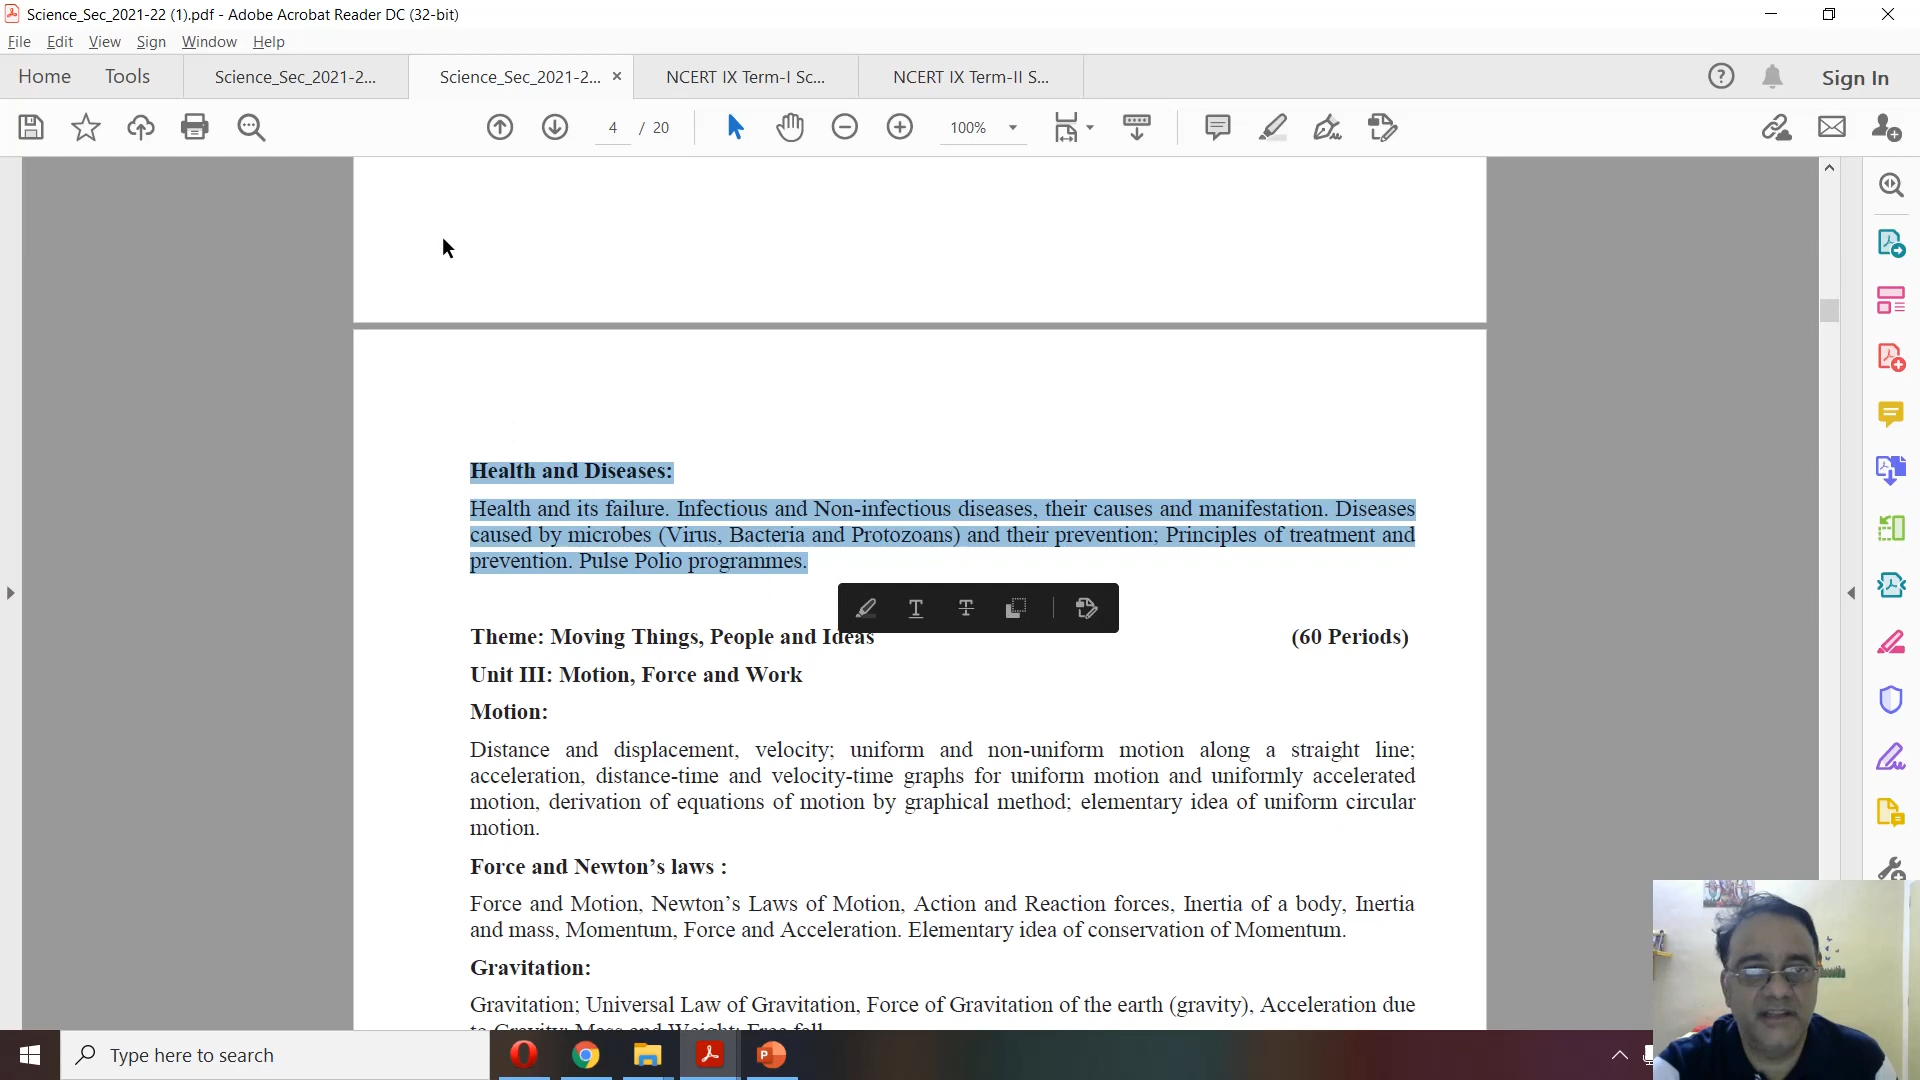 Science_Sec_2021-22 (1).pdf - Adobe Acrobat Reader DC (32-bit)
File Edit View Sign Window Help
Home Tools Science_Sec_2021-2... Science_Sec_2021-2... × NCERT IX Term-I Sc... NCERT IX Term-II S... Sign In
4 / 20 100%
Health and Diseases:
Health and its failure. Infectious and Non-infectious diseases, their causes and manifestation. Diseases
caused by microbes (Virus, Bacteria and Protozoans) and their prevention; Principles of treatment and
prevention. Pulse Polio programmes.
Theme: Moving Things, People and Ideas (60 Periods)
Unit III: Motion, Force and Work
Motion:
Distance and displacement, velocity; uniform and non-uniform motion along a straight line;
acceleration, distance-time and velocity-time graphs for uniform motion and uniformly accelerated
motion, derivation of equations of motion by graphical method; elementary idea of uniform circular
motion.
Force and Newton’s laws :
Force and Motion, Newton’s Laws of Motion, Action and Reaction forces, Inertia of a body, Inertia
and mass, Momentum, Force and Acceleration. Elementary idea of conservation of Momentum.
Gravitation:
Gravitation; Universal Law of Gravitation, Force of Gravitation of the earth (gravity), Acceleration due
to Gravity; Mass and Weight; Free fall
Type here to search